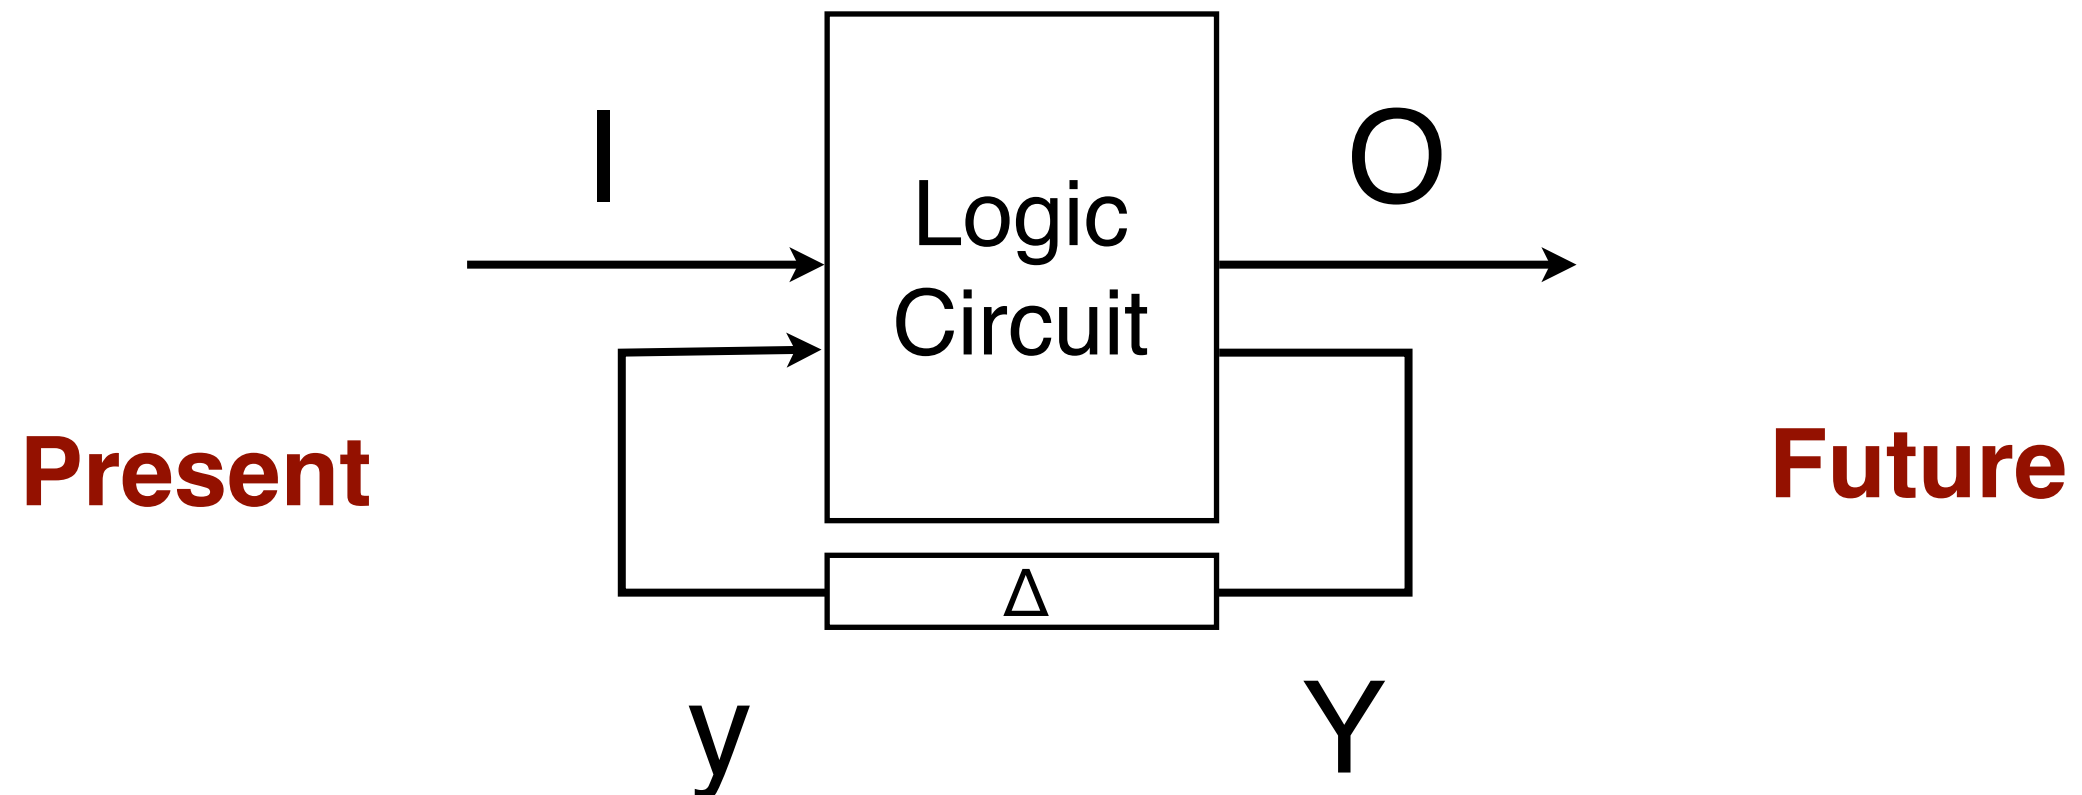 I
O
Logic
Circuit
Present
Future
Δ
y
Y